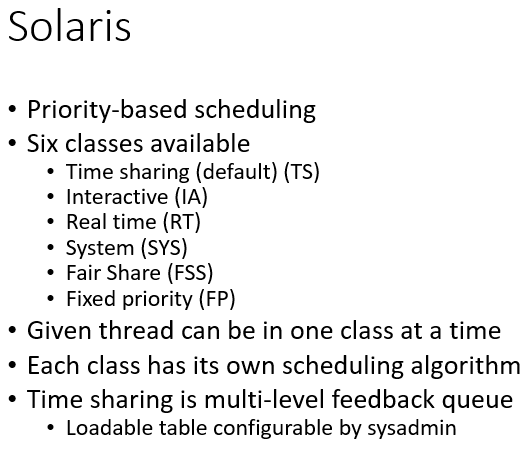 Solaris
• Priority-based scheduling
• Six classes available
• Time sharing (default) (TS)
• Interactive (IA)
• Real time (RT)
• System (SYS)
• Fair Share (FSS)
• Fixed priority (FP)
• Given thread can be in one class at a time
• Each class has its own scheduling algorithm
• Time sharing is multi-level feedback queue
• Loadable table configurable by sysadmin